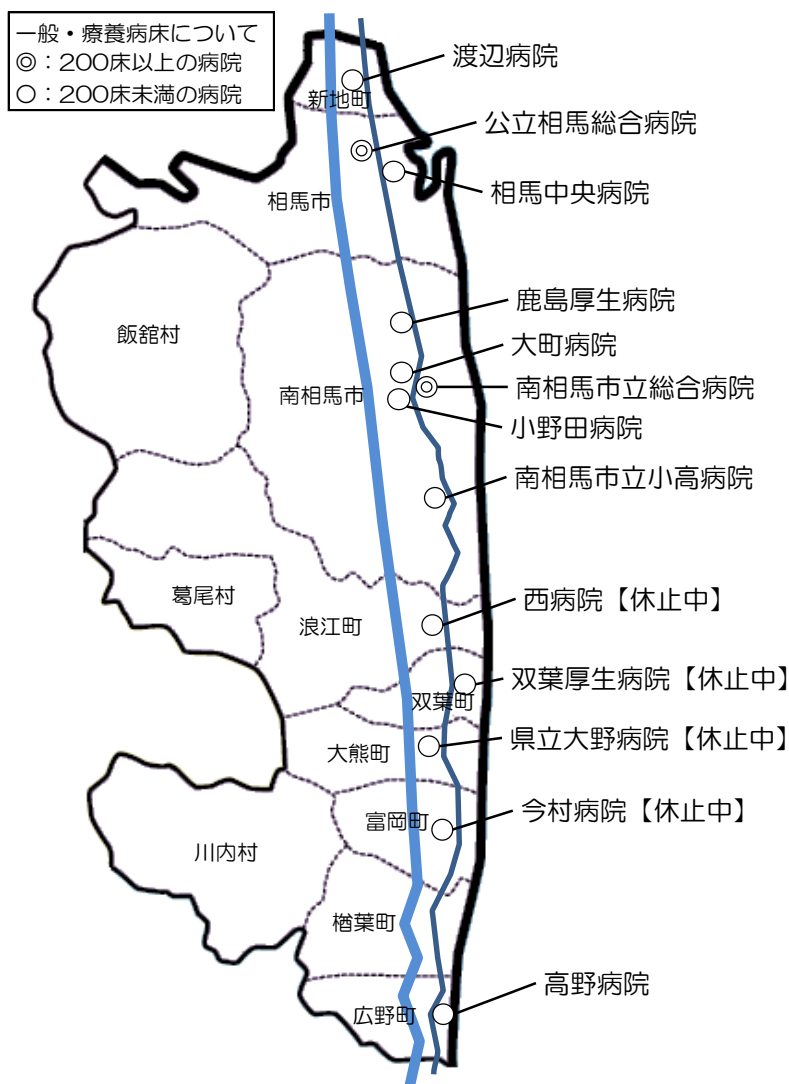 一般・療養病床について
◎：200床以上の病院
○：200床未満の病院
渡辺病院
新地町
公立相馬総合病院
相馬中央病院
相馬市
鹿島厚生病院
飯舘村
大町病院
南相馬市
南相馬市立総合病院
小野田病院
南相馬市立小高病院
葛尾村
西病院【休止中】
浪江町
双葉厚生病院【休止中】
双葉町
県立大野病院【休止中】
大熊町
今村病院【休止中】
富岡町
川内村
楢葉町
高野病院
広野町